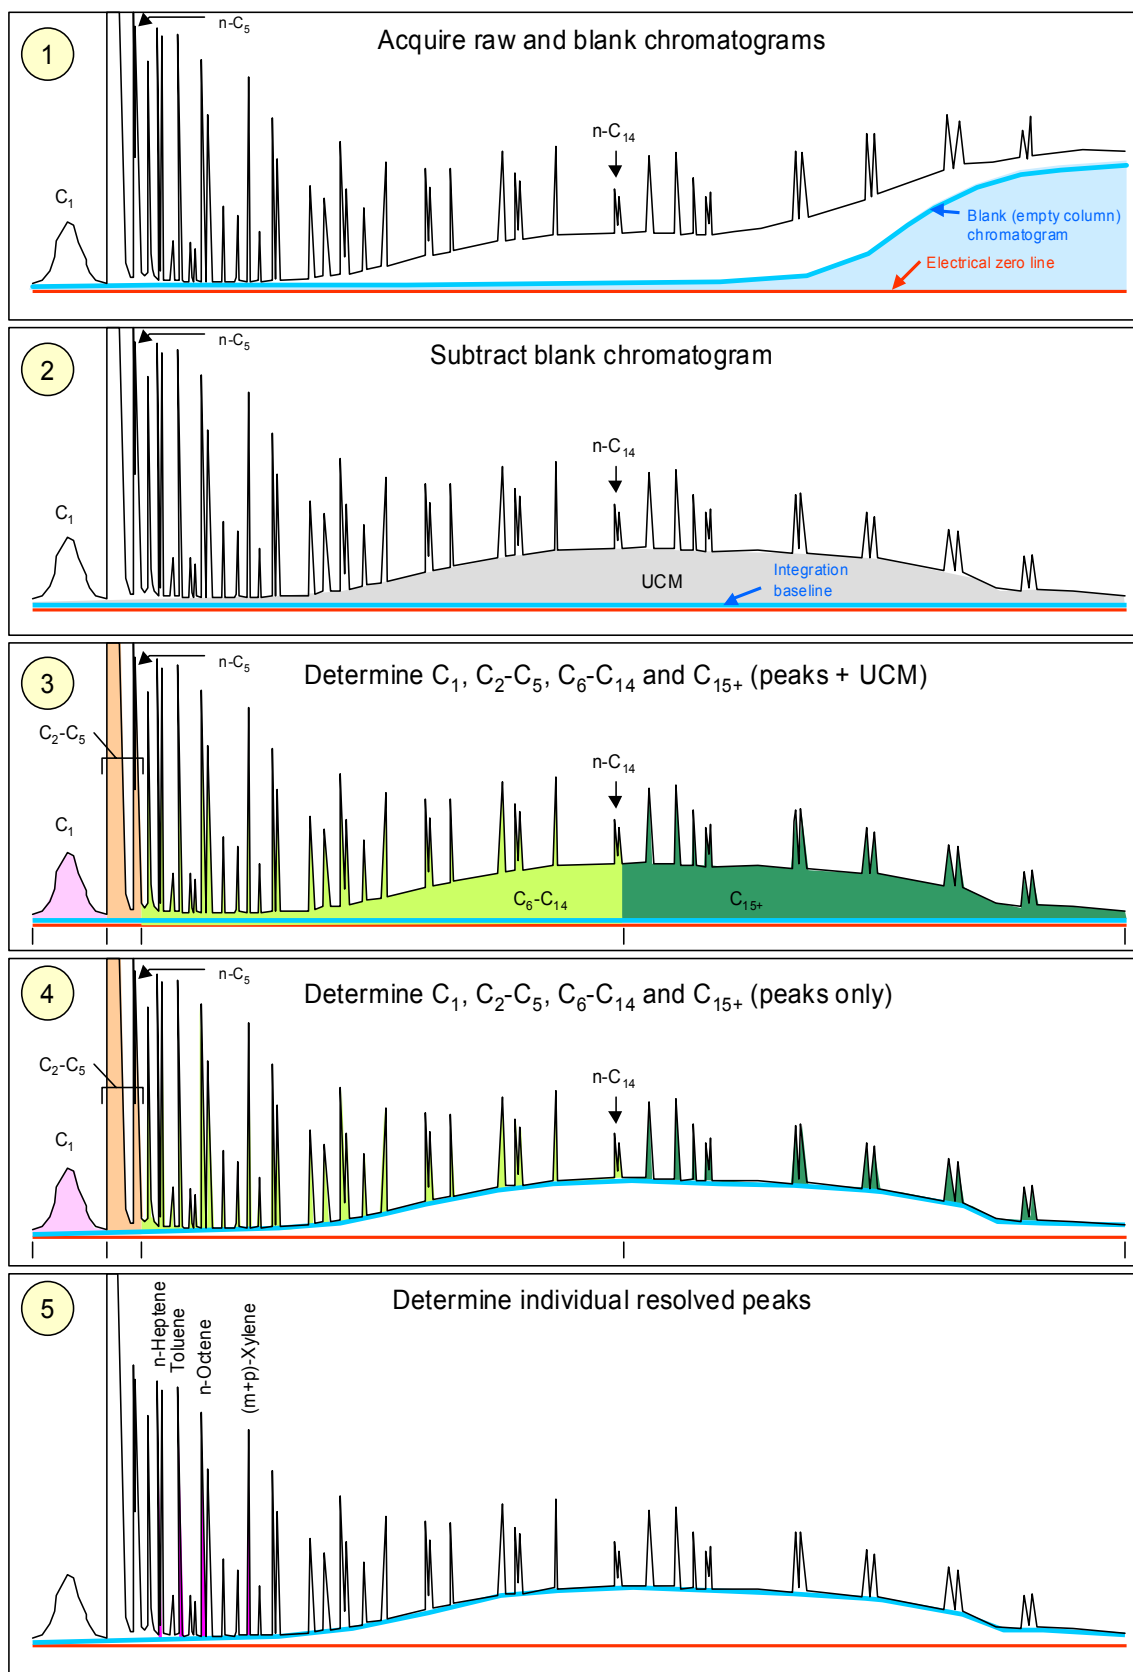 1
Acquire raw and blank chromatograms
n-C₅
n-C₁₄
C₁
Blank (empty column)
chromatogram
Electrical zero line
2
Subtract blank chromatogram
n-C₅
n-C₁₄
C₁
UCM
Integration
baseline
3
Determine C₁, C₂-C₅, C₆-C₁₄ and C₁₅₊ (peaks + UCM)
n-C₅
C₂-C₅
n-C₁₄
C₁
C₆-C₁₄
C₁₅₊
4
Determine C₁, C₂-C₅, C₆-C₁₄ and C₁₅₊ (peaks only)
n-C₅
C₂-C₅
n-C₁₄
C₁
5
Determine individual resolved peaks
n-Heptene
Toluene
n-Octene
(m+p)-Xylene